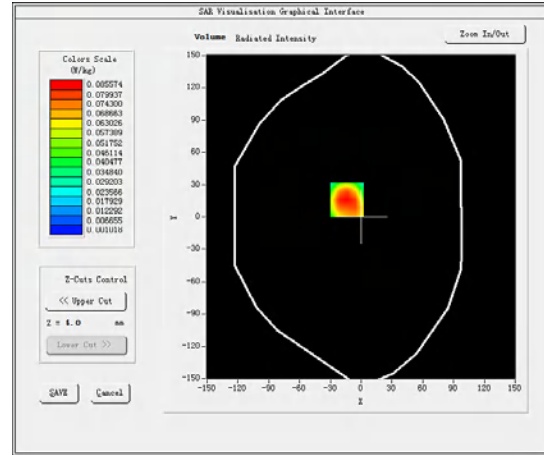 SAR Visualisation Graphical Interface
Volume Radiated Intensity
Zoom In/Out
Colors Scale
(W/kg)
0.085574
0.079937
0.074300
0.068663
0.063026
0.057389
0.051752
0.046114
0.040477
0.034840
0.029203
0.023566
0.017929
0.012292
0.006655
0.001018
Z-Cuts Control
<< Upper Cut
Z = 4.0 mm
Lower Cut >>
SAVE
Cancel
150
120
90
60
30
0
-30
-60
-90
-120
-150
Y
-150 -120 -90 -60 -30 0 30 60 90 120 150
X